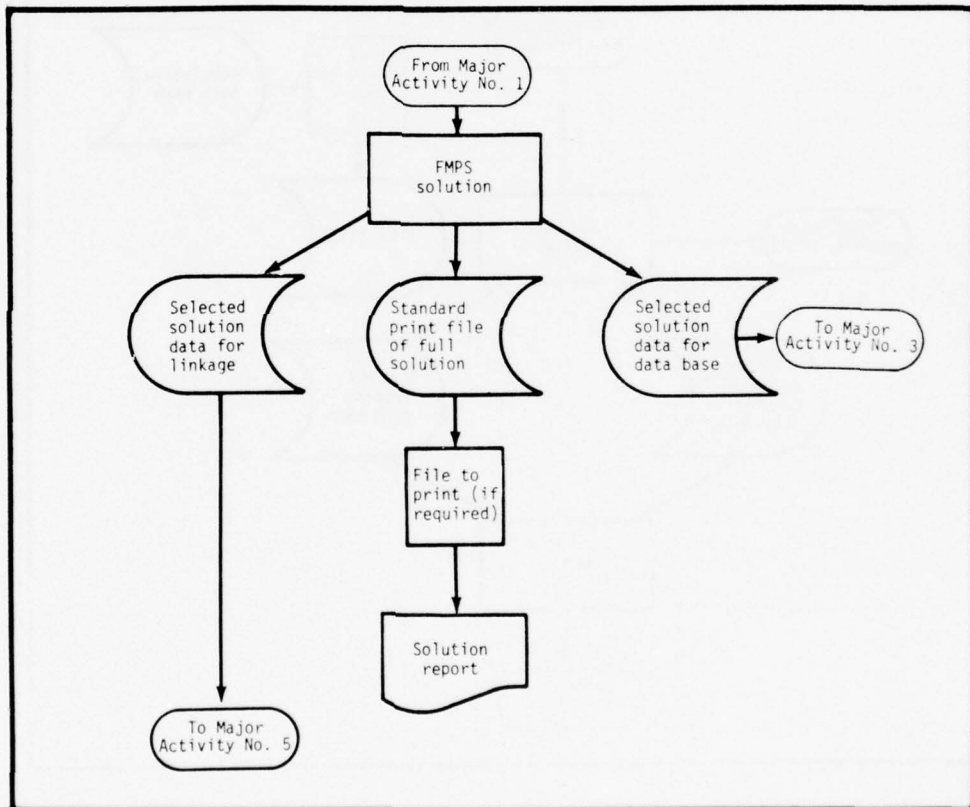 From Major
Activity No. 1
FMPS
solution
Selected
solution
data for
linkage
Standard
print file
of full
solution
Selected
solution
data for
data base
To Major
Activity No. 3
File to
print (if
required)
Solution
report
To Major
Activity No. 5